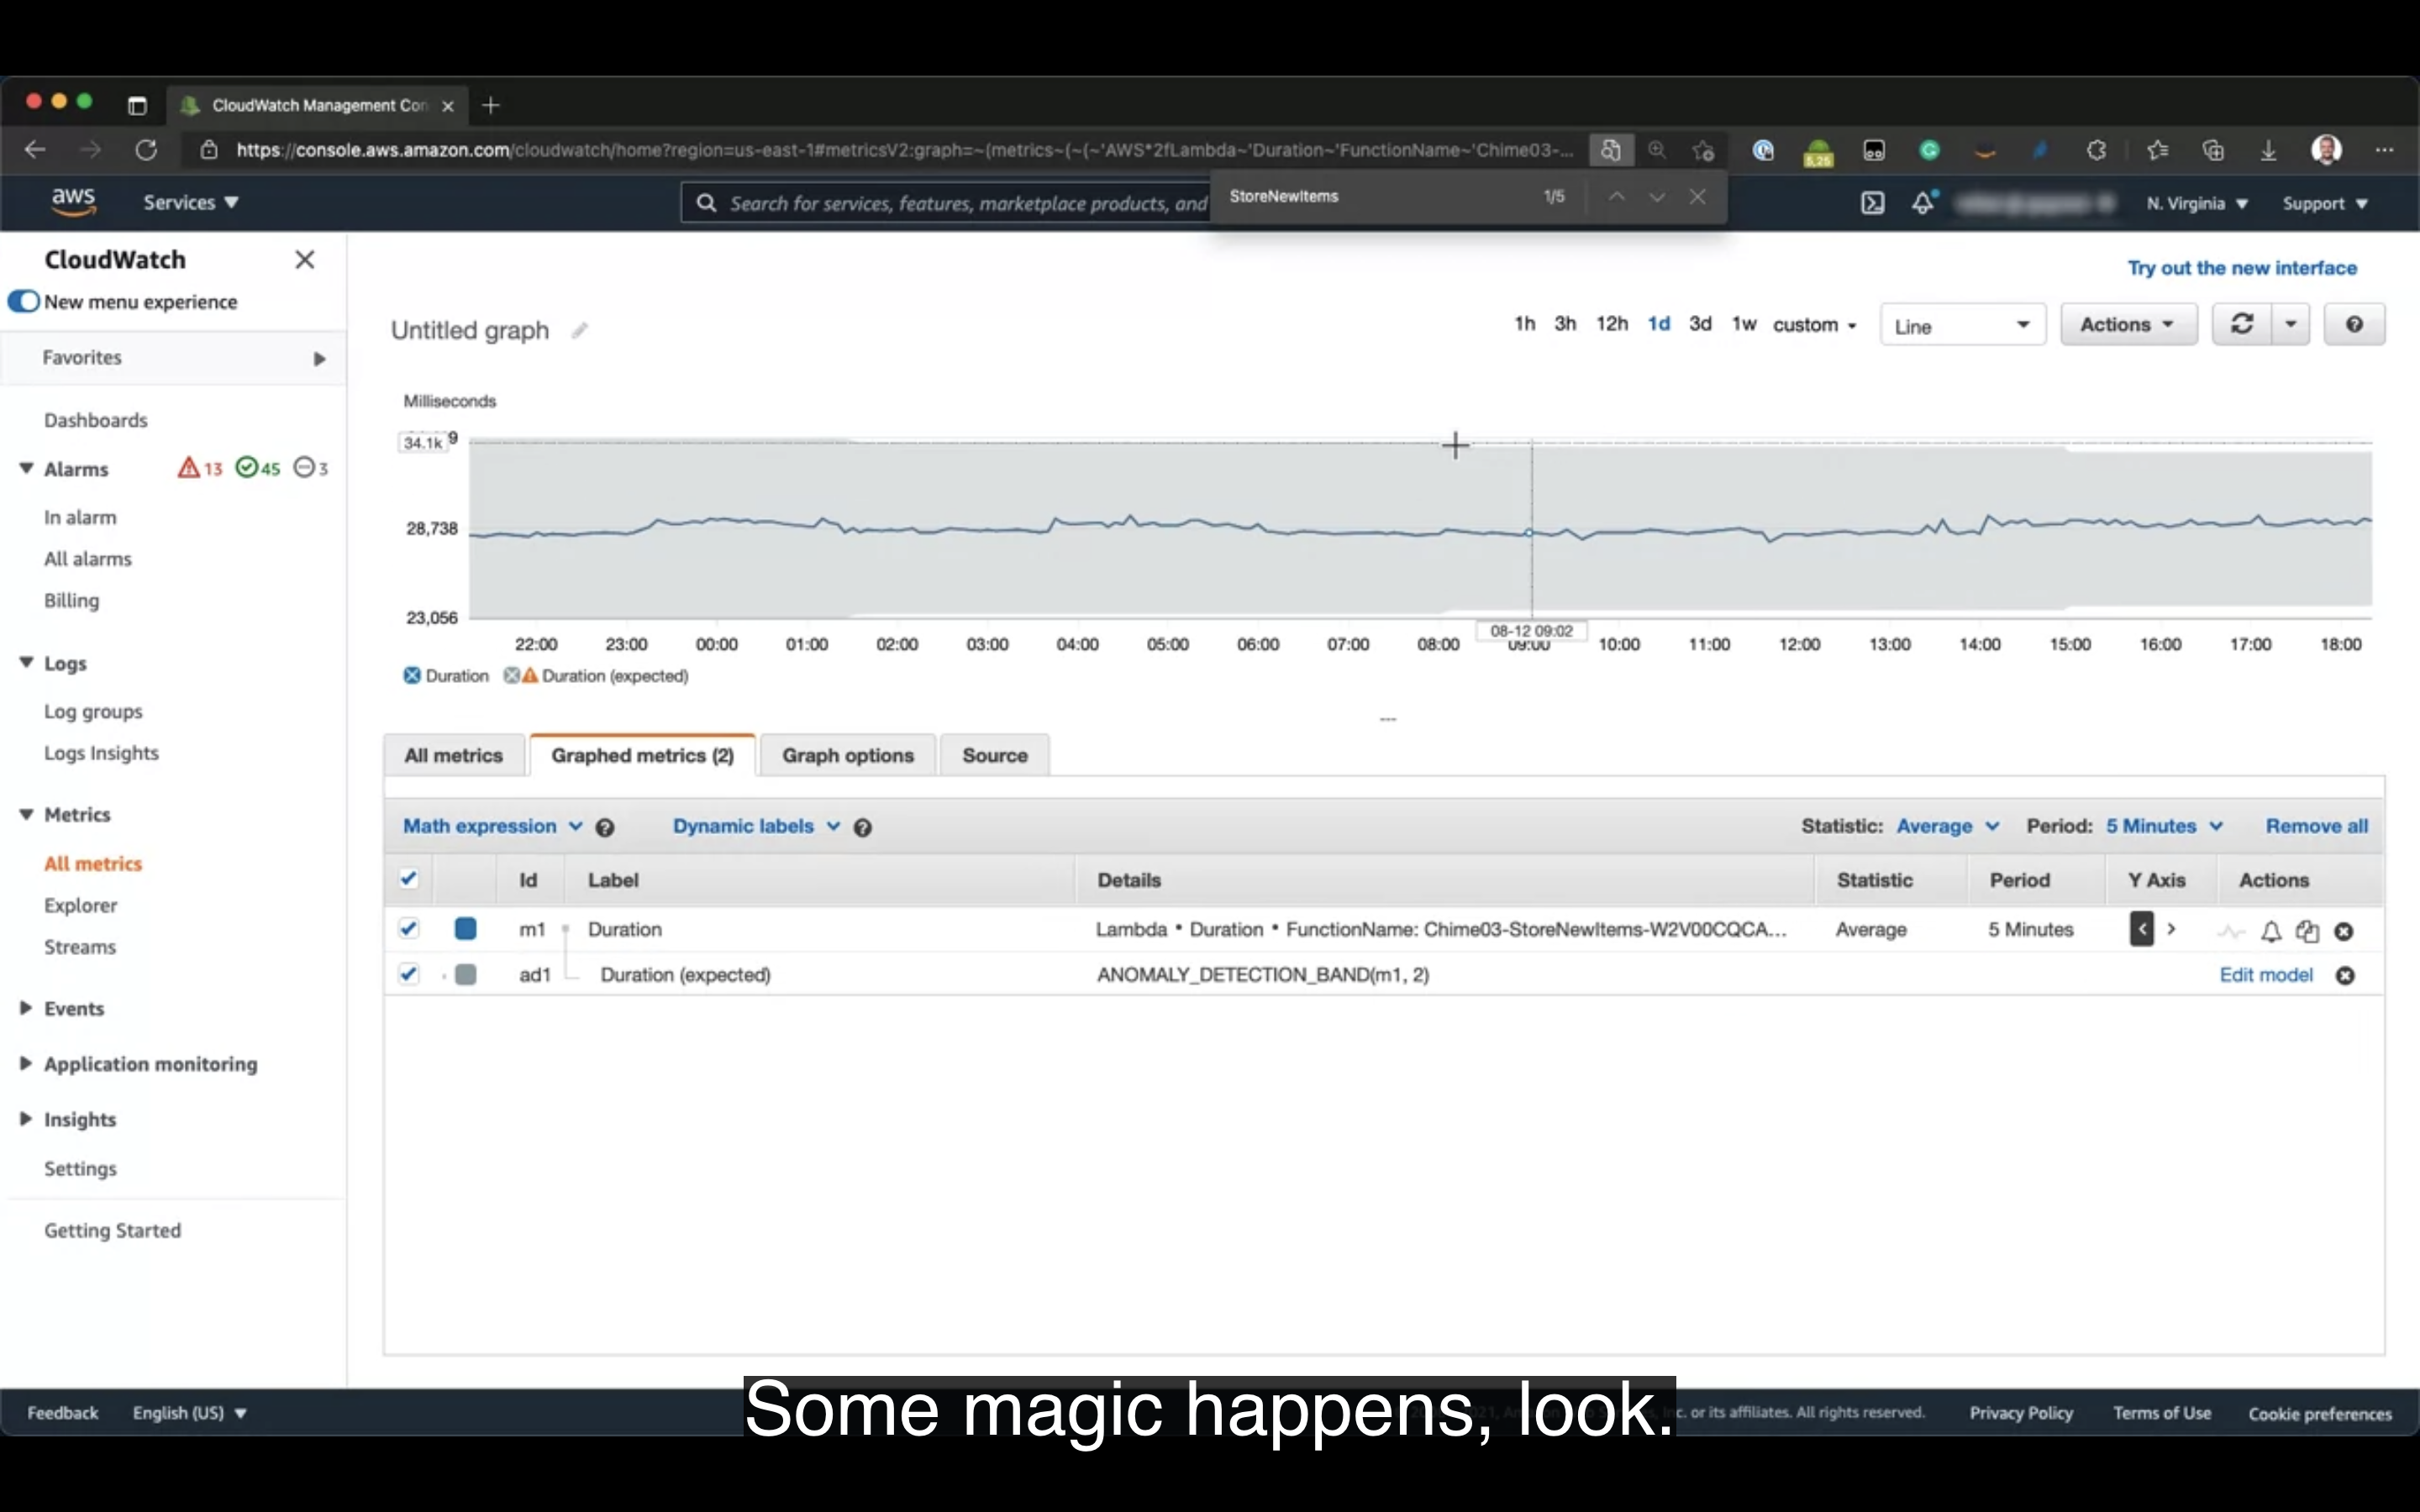 CloudWatch Management Con
https://console.aws.amazon.com/cloudwatch/home?region=us-east-1#metricsV2:graph=~(metrics~(~(~'AWS*2fLambda~'Duration~'FunctionName~'Chime03-...
5,25
aws
Services
Search for services, features, marketplace products, and
StoreNewItems
1/5
N. Virginia
Support
CloudWatch
New menu experience
Favorites
Dashboards
Alarms 13 45 3
In alarm
All alarms
Billing
Logs
Log groups
Logs Insights
Metrics
All metrics
Explorer
Streams
Events
Application monitoring
Insights
Settings
Getting Started
Try out the new interface
Untitled graph
1h 3h 12h 1d 3d 1w custom
Line
Actions
Milliseconds
34.1k 9
28,738
23,056
22:00 23:00 00:00 01:00 02:00 03:00 04:00 05:00 06:00 07:00 08:00 09:00 10:00 11:00 12:00 13:00 14:00 15:00 16:00 17:00 18:00
08-12 09:02
Duration Duration (expected)
All metrics Graphed metrics (2) Graph options Source
Math expression Dynamic labels
Statistic: Average Period: 5 Minutes Remove all
Id Label Details Statistic Period Y Axis Actions
m1 Duration Lambda • Duration • FunctionName: Chime03-StoreNewItems-W2V00CQCA... Average 5 Minutes
ad1 Duration (expected) ANOMALY_DETECTION_BAND(m1, 2) Edit model
Some magic happens, look.
Feedback English (US) or its affiliates. All rights reserved. Privacy Policy Terms of Use Cookie preferences